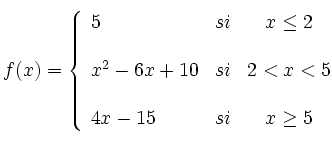 f(x) = { 5 si x ≤ 2
x² − 6x + 10 si 2 < x < 5
4x − 15 si x ≥ 5